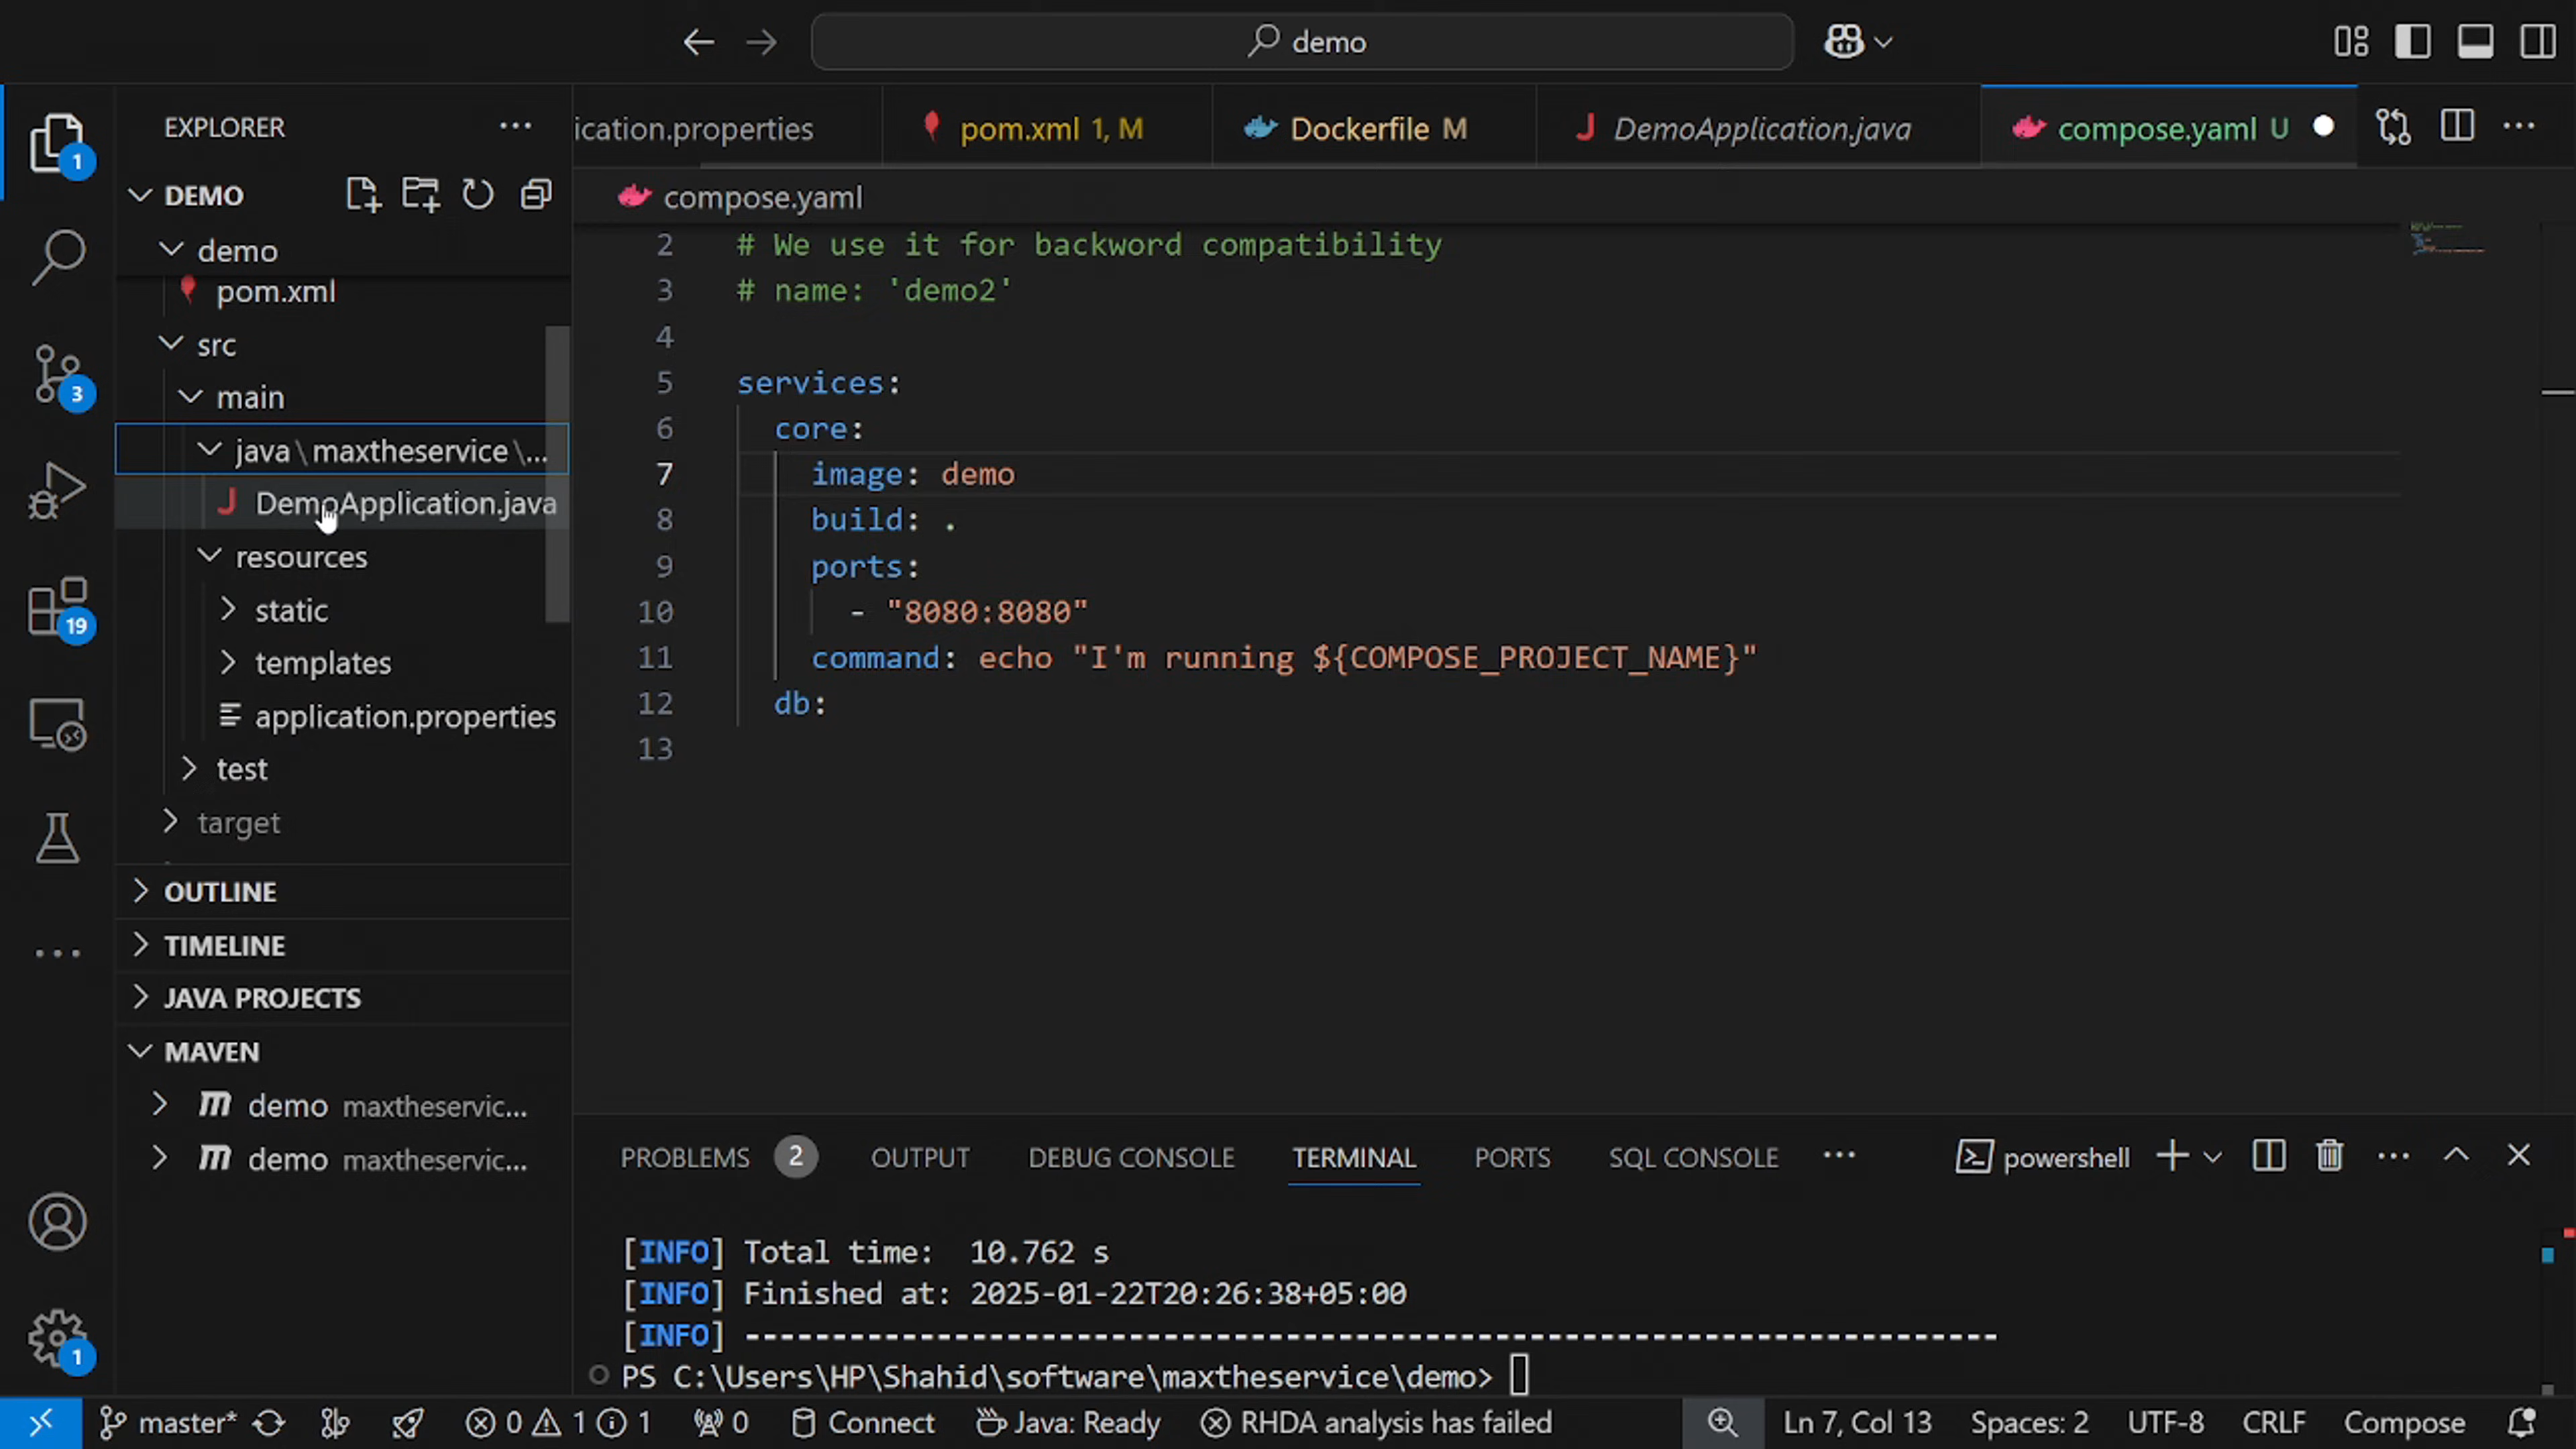 demo
EXPLORER
ication.properties
pom.xml 1, M
Dockerfile M
DemoApplication.java
compose.yaml U
DEMO
compose.yaml
demo
pom.xml
src
main
java\maxtheservice\...
DemoApplication.java
resources
static
templates
application.properties
test
target
OUTLINE
TIMELINE
JAVA PROJECTS
MAVEN
demo maxtheservic...
demo maxtheservic...
1
3
19
1
2 # We use it for backword compatibility
3 # name: 'demo2'
4
5 services:
6 core:
7 image: demo
8 build: .
9 ports:
10 - "8080:8080"
11 command: echo "I'm running ${COMPOSE_PROJECT_NAME}"
12 db:
13
PROBLEMS 2 OUTPUT DEBUG CONSOLE TERMINAL PORTS SQL CONSOLE ... powershell
[INFO] Total time:  10.762 s
[INFO] Finished at: 2025-01-22T20:26:38+05:00
[INFO] ------------------------------------------------------------------------
PS C:\Users\HP\Shahid\software\maxtheservice\demo>
master* 0 1 1 0 Connect Java: Ready RHDA analysis has failed Ln 7, Col 13 Spaces: 2 UTF-8 CRLF Compose